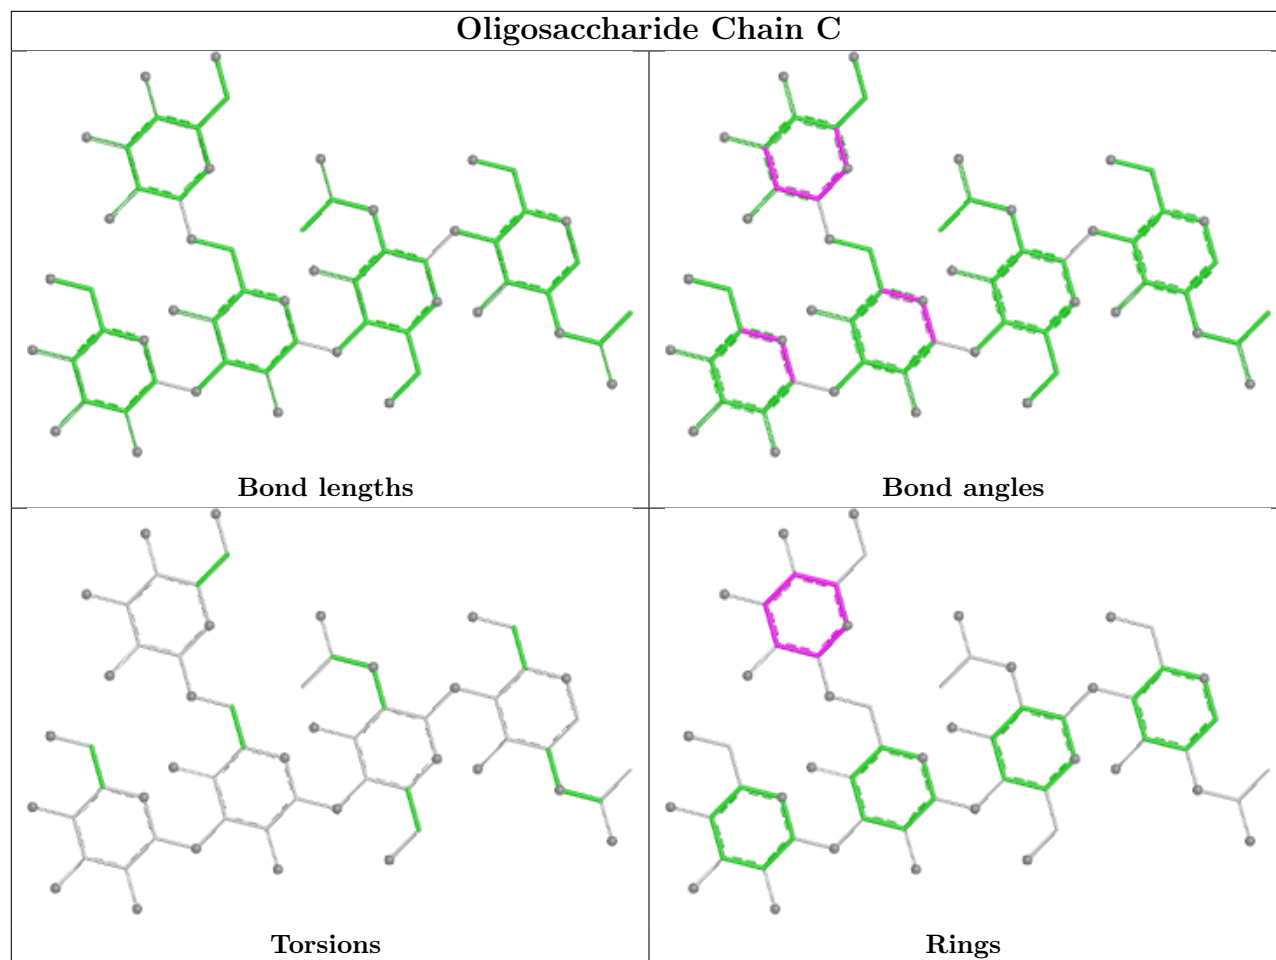 Oligosaccharide Chain C
Bond lengths
Bond angles
Torsions
Rings